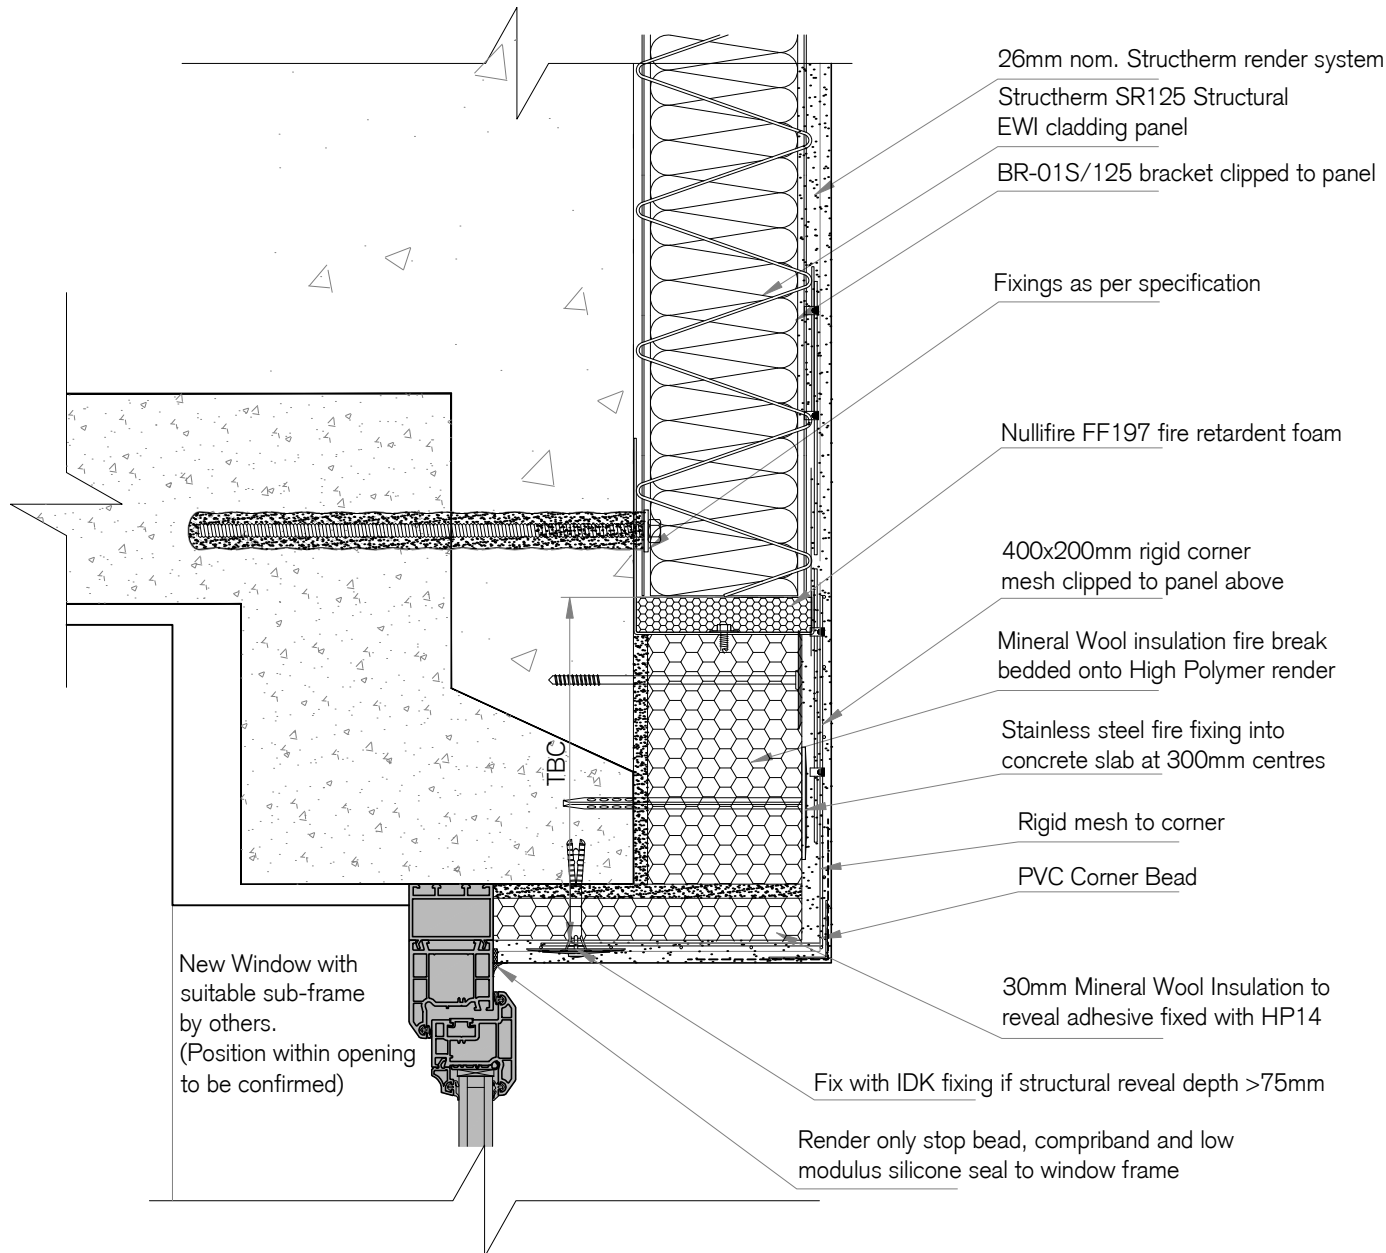 26mm nom. Structherm render system
Structherm SR125 Structural
EWI cladding panel
BR-01S/125 bracket clipped to panel
Fixings as per specification
Nullifire FF197 fire retardent foam
400x200mm rigid corner
mesh clipped to panel above
Mineral Wool insulation fire break
bedded onto High Polymer render
TBC
Stainless steel fire fixing into
concrete slab at 300mm centres
Rigid mesh to corner
PVC Corner Bead
New Window with
suitable sub-frame
by others.
(Position within opening
to be confirmed)
30mm Mineral Wool Insulation to
reveal adhesive fixed with HP14
Fix with IDK fixing if structural reveal depth >75mm
Render only stop bead, compriband and low
modulus silicone seal to window frame